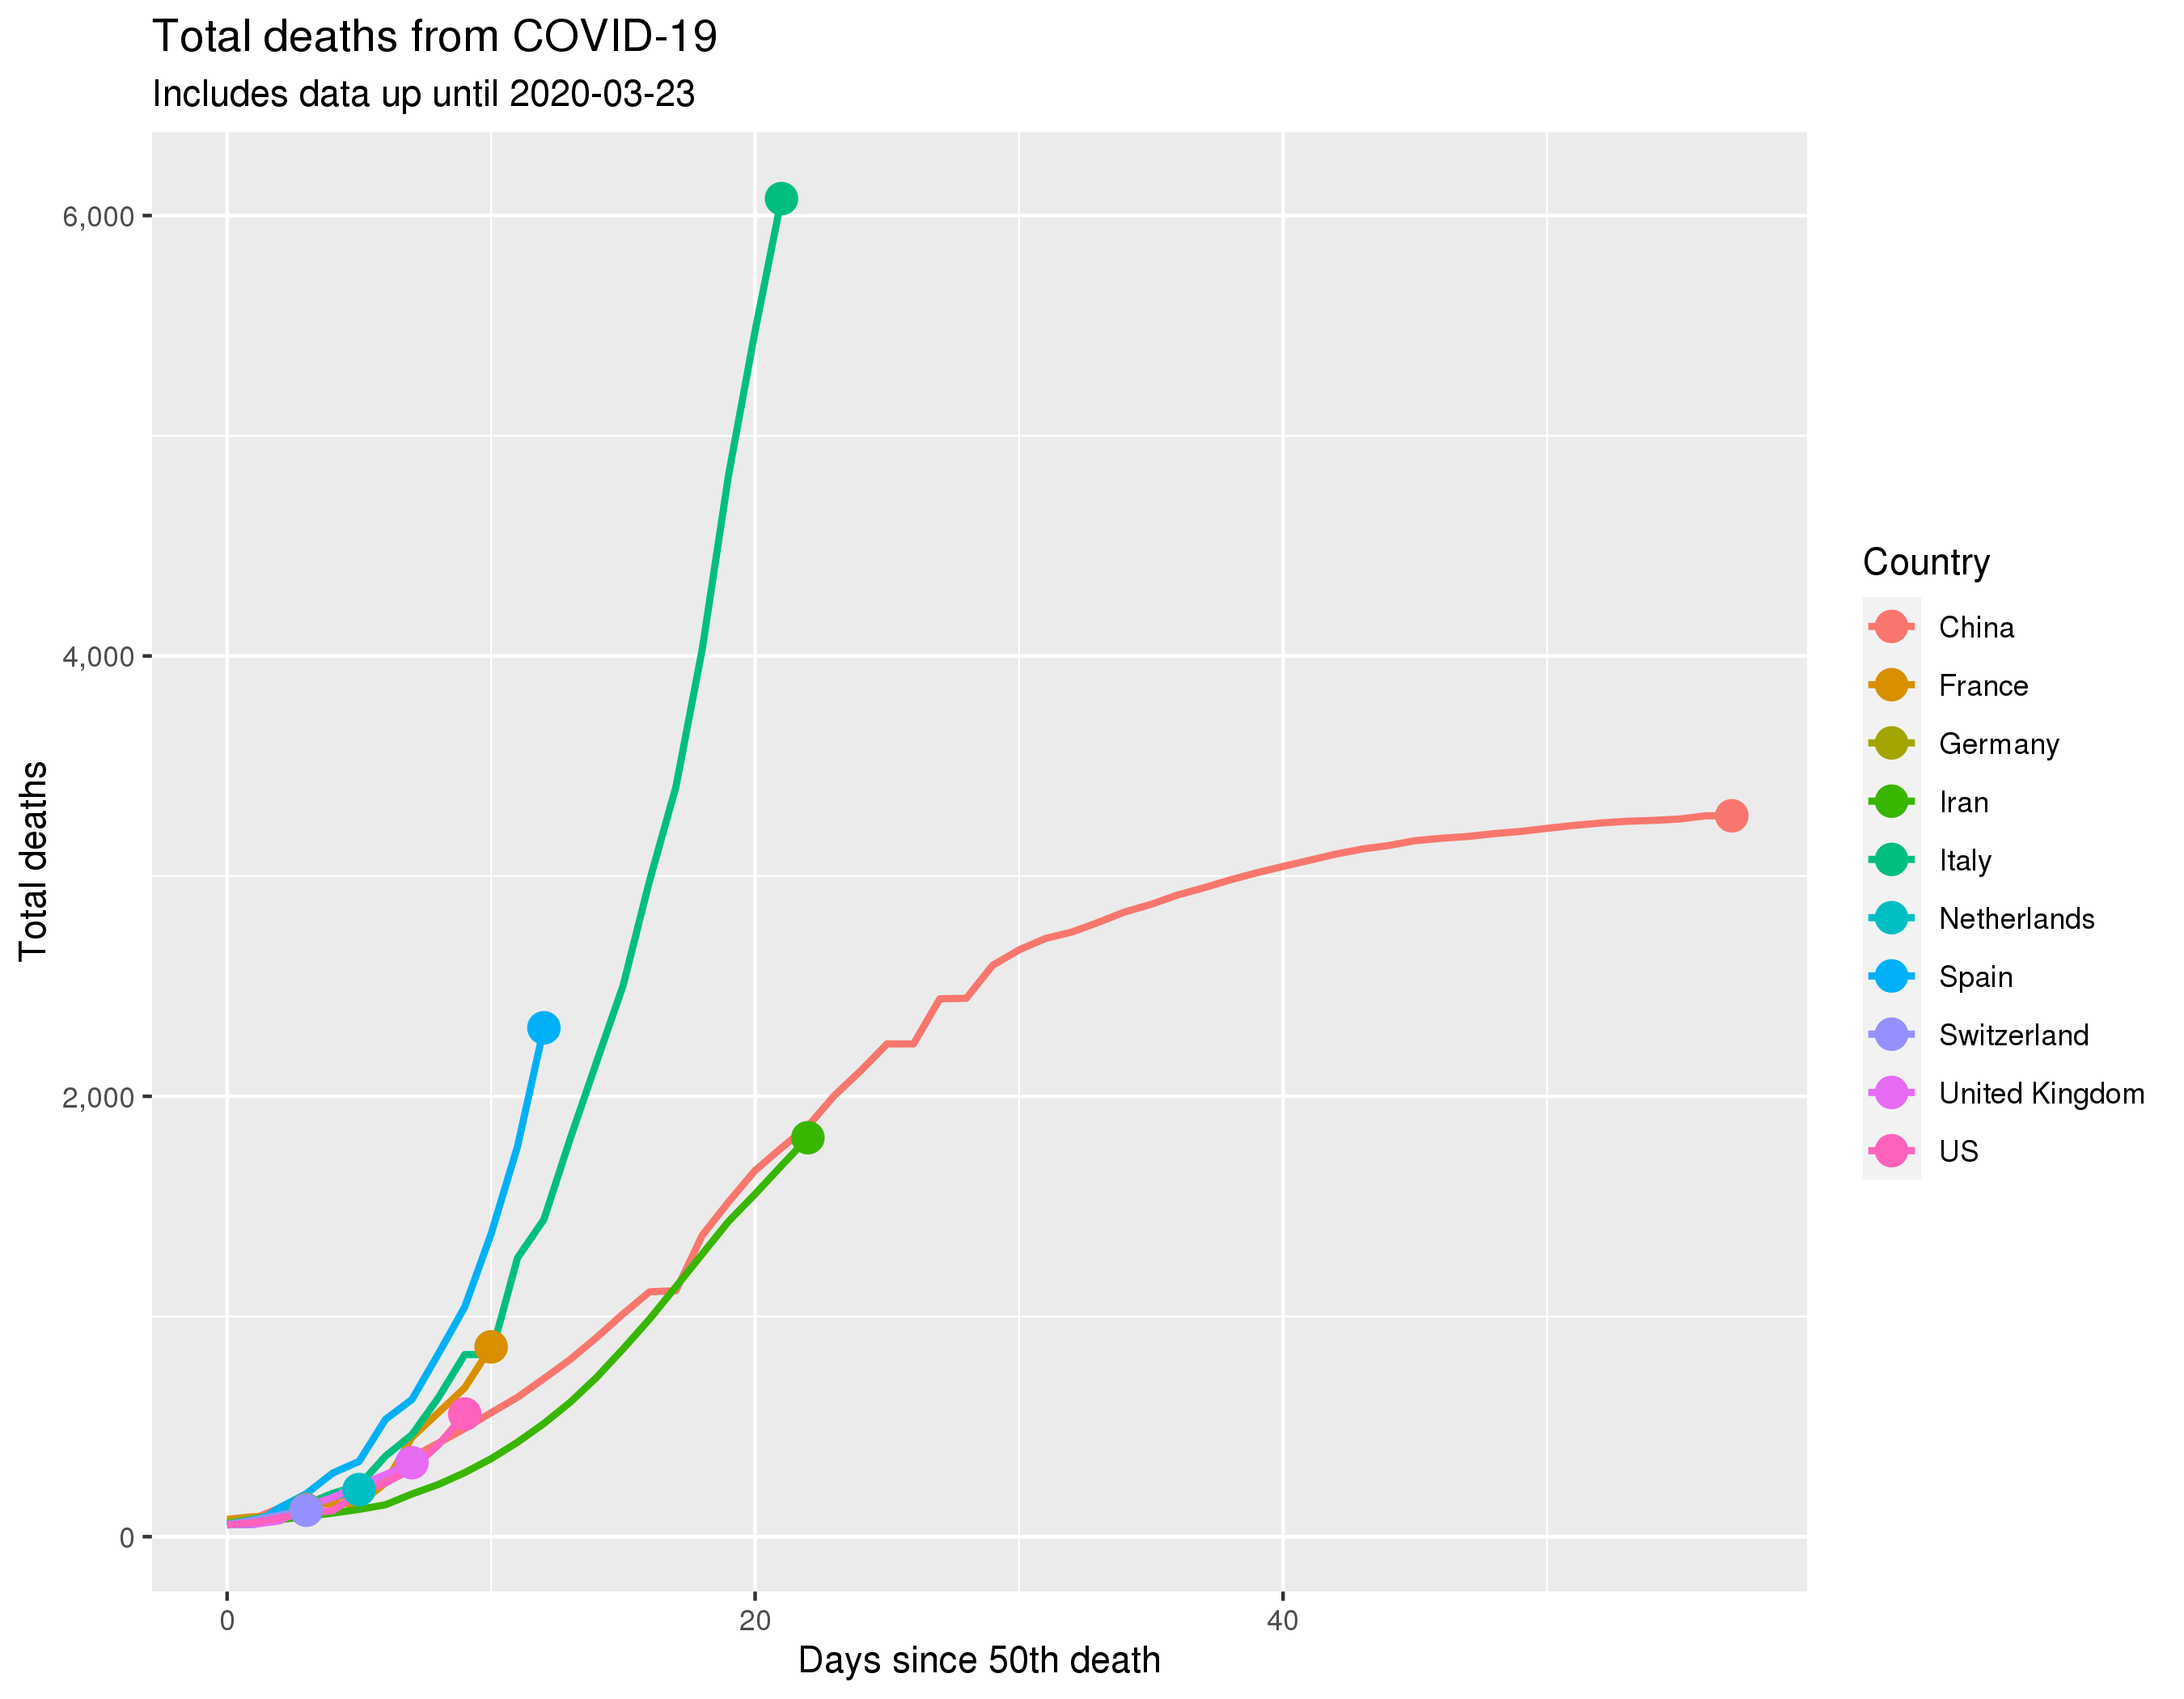 Total deaths from COVID-19
Includes data up until 2020-03-23
Total deaths
6,000
4,000
2,000
0
0
20
40
Days since 50th death
Country
China
France
Germany
Iran
Italy
Netherlands
Spain
Switzerland
United Kingdom
US